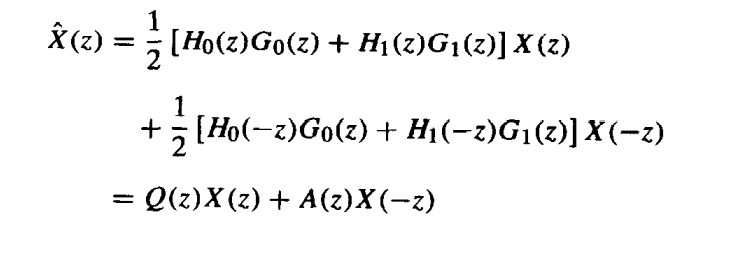 X̂(z) = 1/2 [H₀(z)G₀(z) + H₁(z)G₁(z)] X(z)
+ 1/2 [H₀(−z)G₀(z) + H₁(−z)G₁(z)] X(−z)
= Q(z)X(z) + A(z)X(−z)